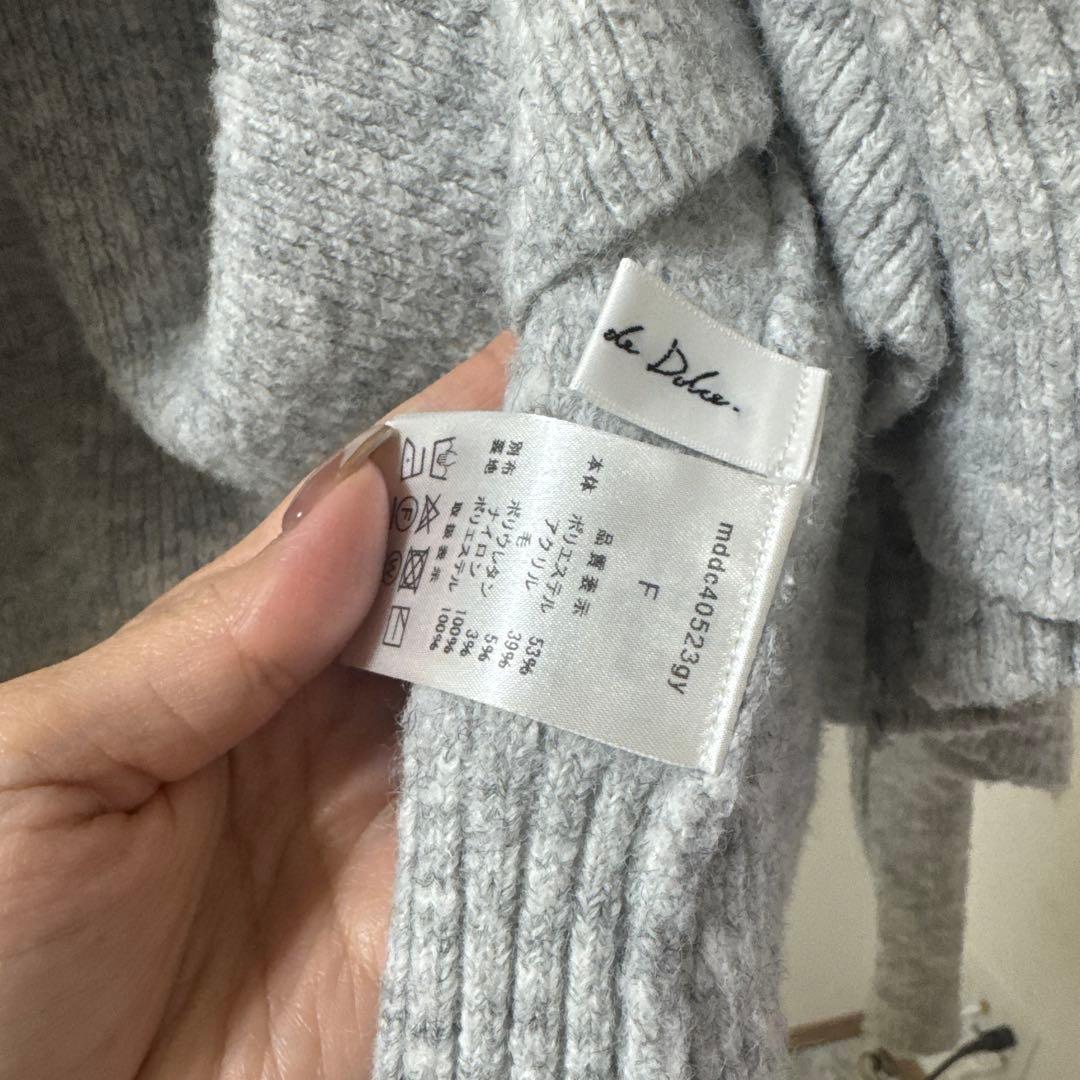 de Dolce.
mddc40523gy
F
品質表示
本体 ポリエステル 53%
アクリル 39%
毛 5%
ポリウレタン 3%
別布 ナイロン 100%
裏地 ポリエステル 100%
取扱表示
F
W